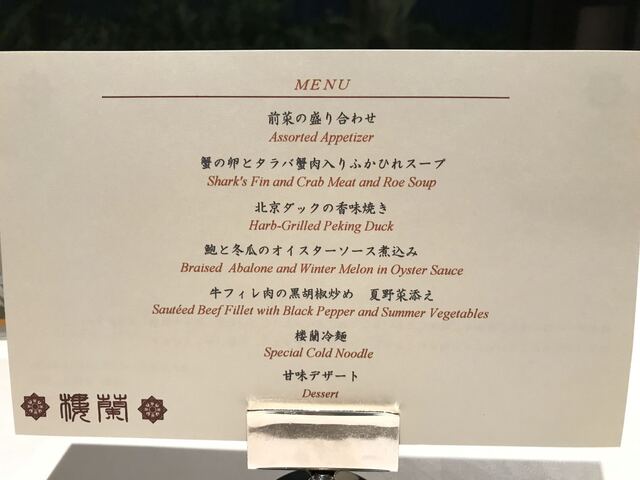 MENU
前菜の盛り合わせ
Assorted Appetizer
蟹の卵とタラバ蟹肉入りふかひれスープ
Shark's Fin and Crab Meat and Roe Soup
北京ダックの香味焼き
Harb-Grilled Peking Duck
鮑と冬瓜のオイスターソース煮込み
Braised Abalone and Winter Melon in Oyster Sauce
牛フィレ肉の黒胡椒炒め 夏野菜添え
Sautéed Beef Fillet with Black Pepper and Summer Vegetables
楼蘭冷麺
Special Cold Noodle
甘味デザート
Dessert
樓蘭